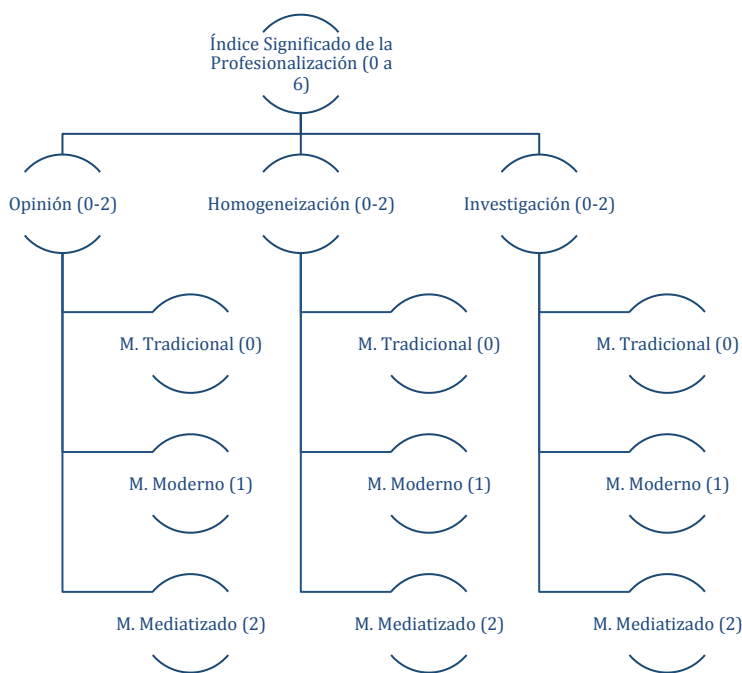 Índice Significado de la
Profesionalización (0 a
6)
Opinión (0-2)
Homogeneización (0-2)
Investigación (0-2)
M. Tradicional (0)
M. Tradicional (0)
M. Tradicional (0)
M. Moderno (1)
M. Moderno (1)
M. Moderno (1)
M. Mediatizado (2)
M. Mediatizado (2)
M. Mediatizado (2)